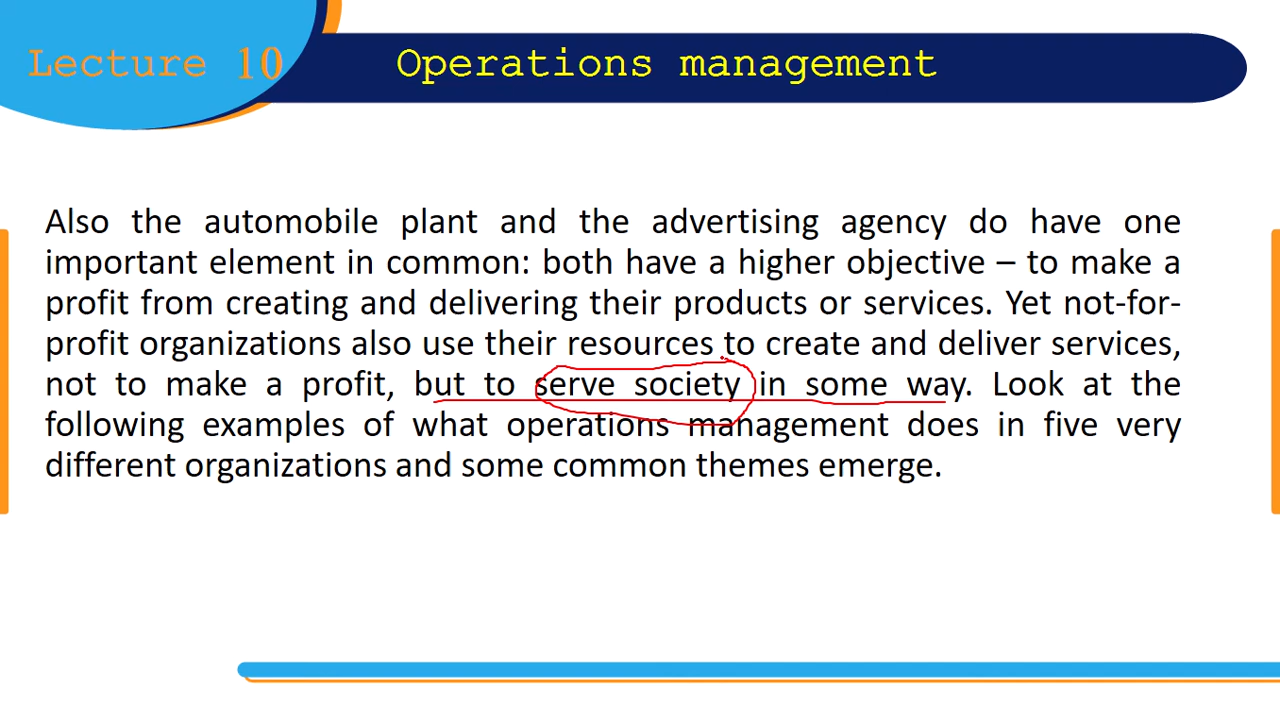 Lecture 10
Operations management
Also the automobile plant and the advertising agency do have one
important element in common: both have a higher objective – to make a
profit from creating and delivering their products or services. Yet not-for-
profit organizations also use their resources to create and deliver services,
not to make a profit, but to serve society in some way. Look at the
following examples of what operations management does in five very
different organizations and some common themes emerge.